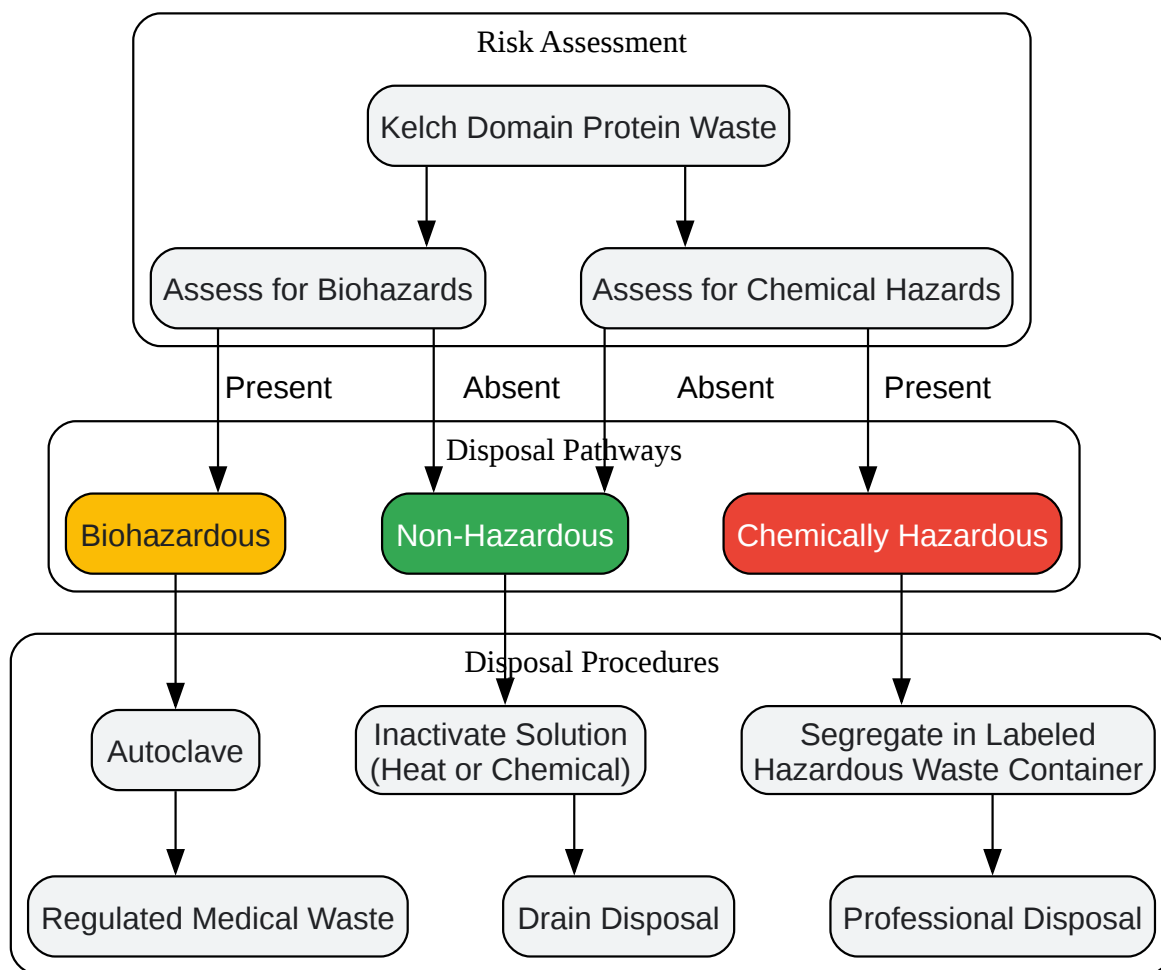 Risk Assessment
Kelch Domain Protein Waste
Assess for Biohazards
Assess for Chemical Hazards
Present
Absent
Absent
Present
Disposal Pathways
Biohazardous
Non-Hazardous
Chemically Hazardous
Disposal Procedures
Autoclave
Inactivate Solution
(Heat or Chemical)
Segregate in Labeled
Hazardous Waste Container
Regulated Medical Waste
Drain Disposal
Professional Disposal